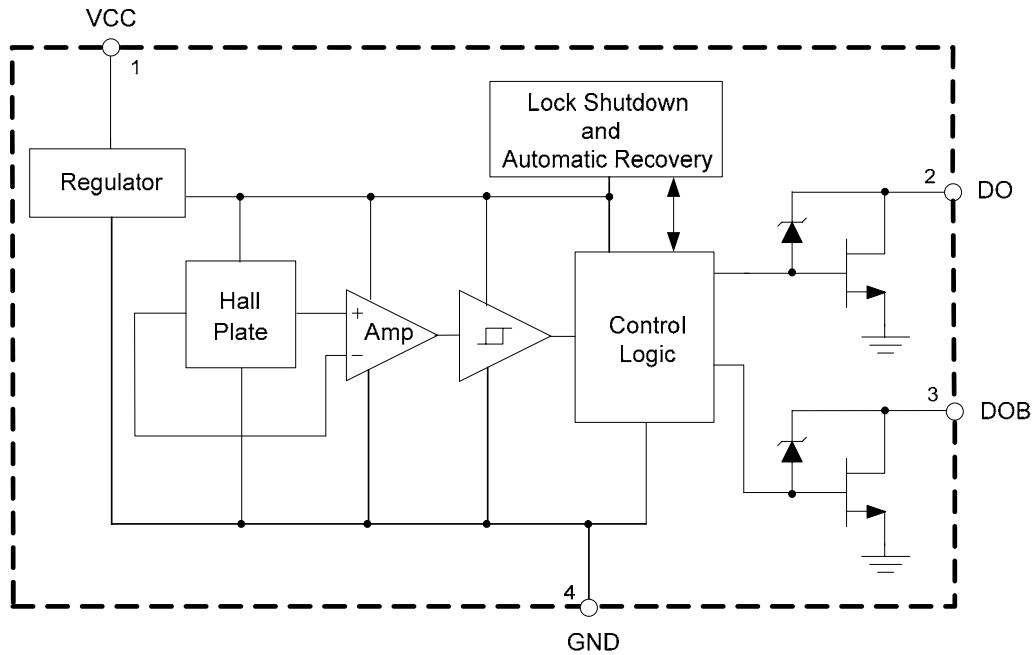 VCC
1
Lock Shutdown
and
Automatic Recovery
Regulator
2
DO
Hall
Plate
+
Amp
−
Control
Logic
3
DOB
4
GND